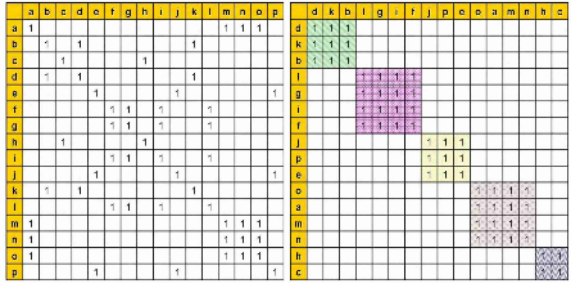 a b c d e f g h i j k l m n o p
a 1 1 1 1
b 1 1 1
c 1 1
d 1 1 1
e 1 1 1
f 1 1 1 1
g 1 1 1 1
h 1 1
i 1 1 1 1
j 1 1 1
k 1 1 1
l 1 1 1 1
m 1 1 1 1
n 1 1 1 1
o 1 1 1 1
p 1 1 1
d k b l g i f j p e o a m n h c
d 1 1 1
k 1 1 1
b 1 1 1
l 1 1 1 1
g 1 1 1 1
i 1 1 1 1
f 1 1 1 1
j 1 1 1
p 1 1 1
e 1 1 1
o 1 1 1 1
a 1 1 1 1
m 1 1 1 1
n 1 1 1 1
h 1 1
c 1 1